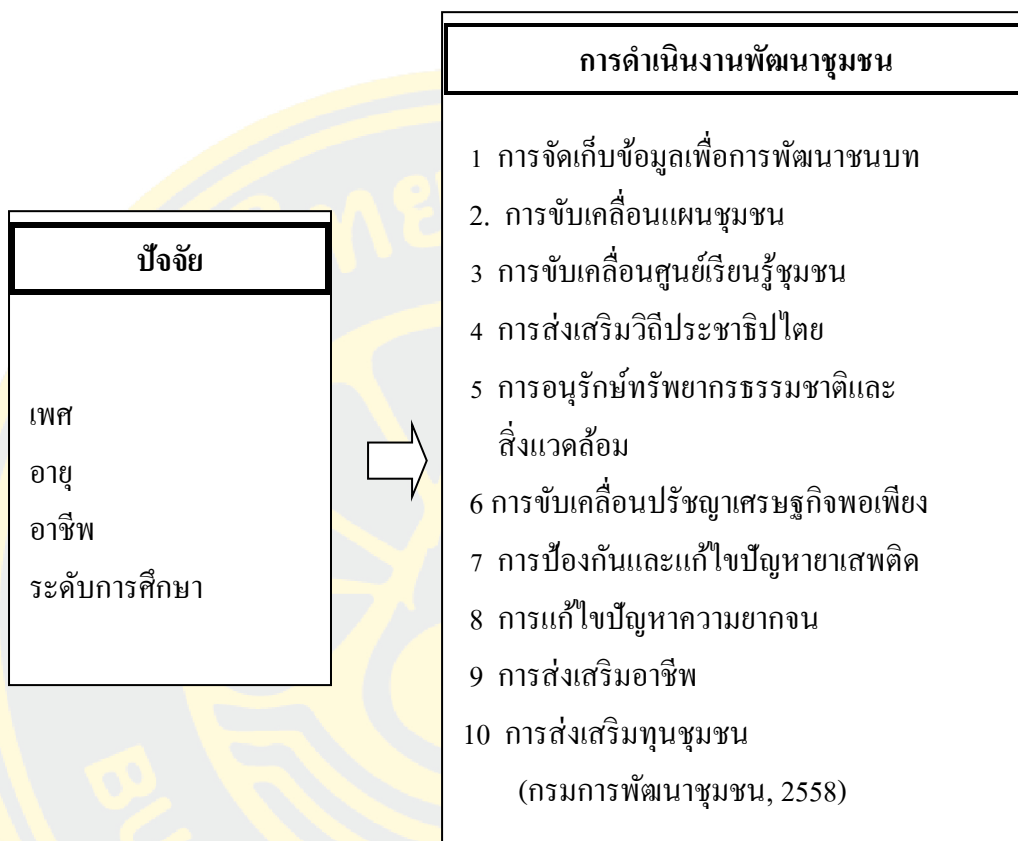 ปัจจัย
เพศ
อายุ
อาชีพ
ระดับการศึกษา
การดำเนินงานพัฒนาชุมชน
1 การจัดเก็บข้อมูลเพื่อการพัฒนาชนบท
2. การขับเคลื่อนแผนชุมชน
3 การขับเคลื่อนศูนย์เรียนรู้ชุมชน
4 การส่งเสริมวิถีประชาธิปไตย
5 การอนุรักษ์ทรัพยากรธรรมชาติและ
สิ่งแวดล้อม
6 การขับเคลื่อนปรัชญาเศรษฐกิจพอเพียง
7 การป้องกันและแก้ไขปัญหายาเสพติด
8 การแก้ไขปัญหาความยากจน
9 การส่งเสริมอาชีพ
10 การส่งเสริมทุนชุมชน
(กรมการพัฒนาชุมชน, 2558)